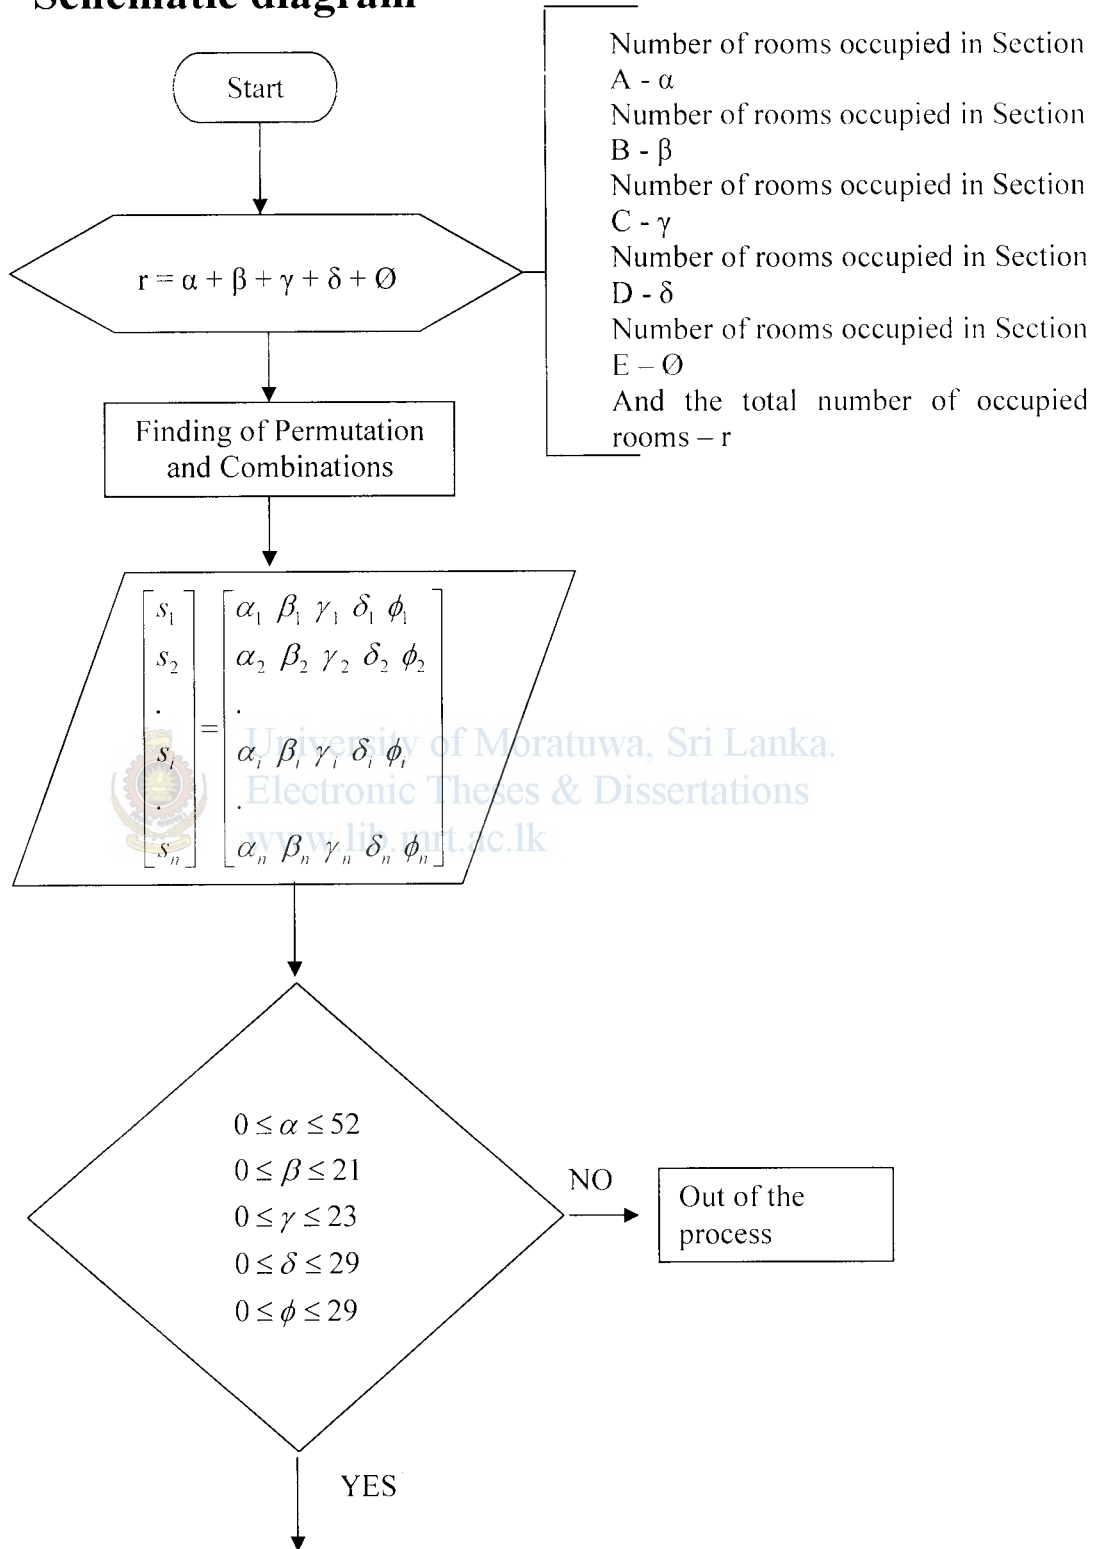 Schematic diagram
Start
r = α + β + γ + δ + Ø
Number of rooms occupied in Section
A - α
Number of rooms occupied in Section
B - β
Number of rooms occupied in Section
C - γ
Number of rooms occupied in Section
D - δ
Number of rooms occupied in Section
E – Ø
And the total number of occupied
rooms – r
Finding of Permutation
and Combinations
s₁ = α₁ β₁ γ₁ δ₁ ϕ₁
s₂ α₂ β₂ γ₂ δ₂ ϕ₂
. .
sᵢ αᵢ βᵢ γᵢ δᵢ ϕᵢ
. .
sₙ αₙ βₙ γₙ δₙ ϕₙ
University of Moratuwa, Sri Lanka.
Electronic Theses & Dissertations
www.lib.mrt.ac.lk
0 ≤ α ≤ 52
0 ≤ β ≤ 21
0 ≤ γ ≤ 23
0 ≤ δ ≤ 29
0 ≤ ϕ ≤ 29
NO
Out of the
process
YES